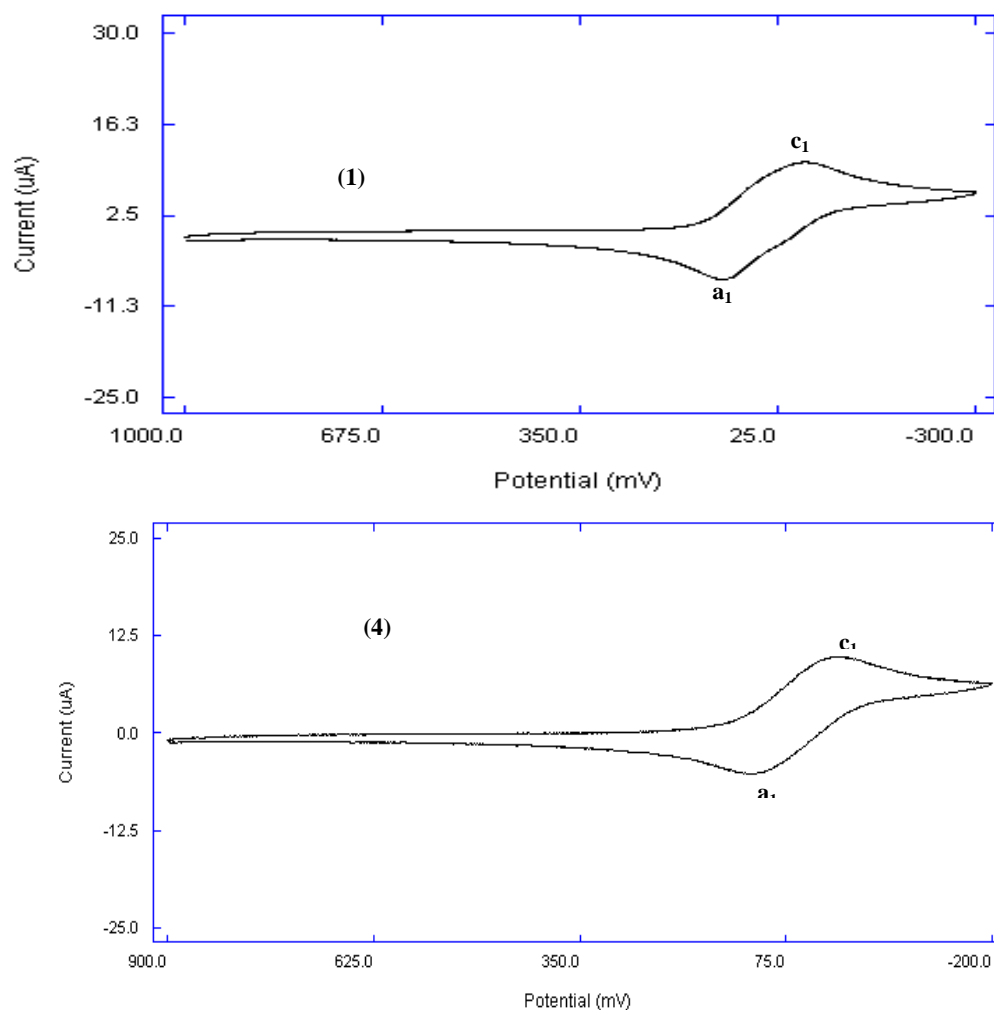 30.0
16.3
2.5
-11.3
-25.0
Current (uA)
(1)
c1
a1
1000.0 675.0 350.0 25.0 -300.0
Potential (mV)
25.0
12.5
0.0
-12.5
-25.0
Current (uA)
(4)
c1
a1
900.0 625.0 350.0 75.0 -200.0
Potential (mV)